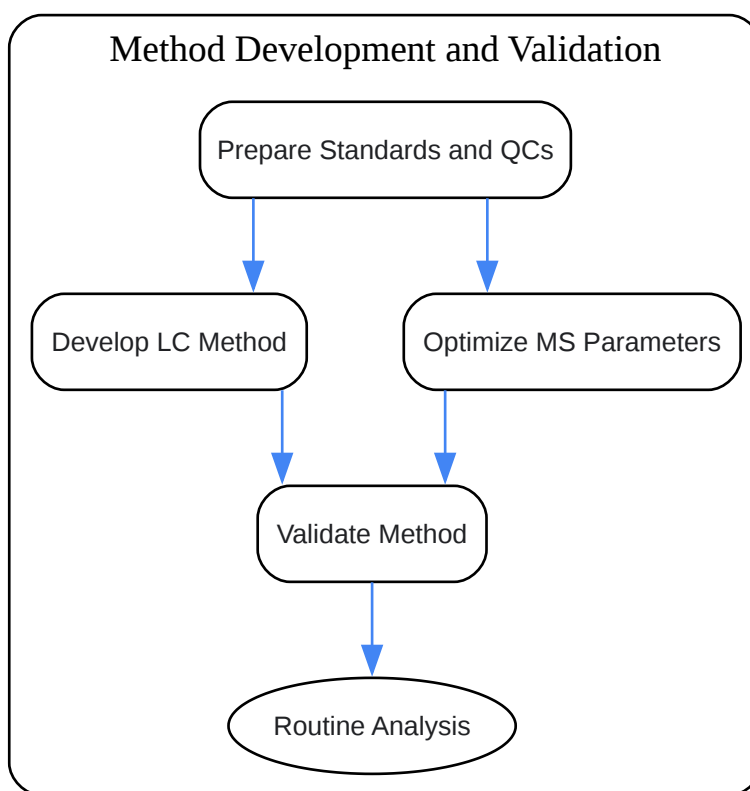 Method Development and Validation
Prepare Standards and QCs
Develop LC Method
Optimize MS Parameters
Validate Method
Routine Analysis